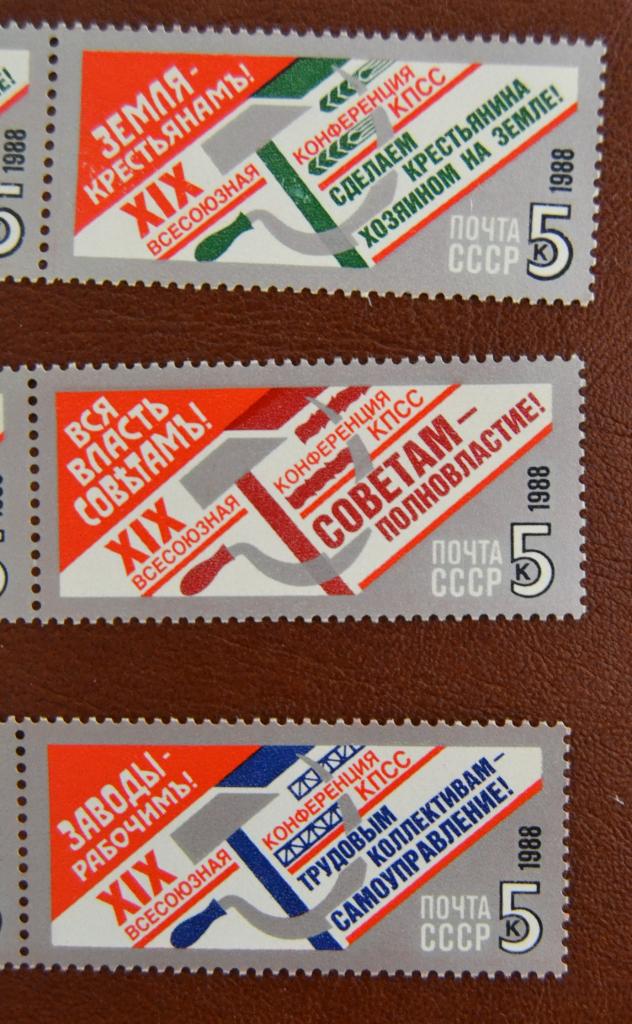 ЗЕМЛЯ-
КРЕСТЬЯНАМЪ!
XIX
ВСЕСОЮЗНАЯ
КОНФЕРЕНЦИЯ
КПСС
СДЕЛАЕМ
КРЕСТЬЯНИНА
ХОЗЯИНОМ НА ЗЕМЛЕ!
1988
ПОЧТА
СССР
5 К
1988
ВСЯ
ВЛАСТЬ
СОВѢТАМЪ!
XIX
ВСЕСОЮЗНАЯ
КОНФЕРЕНЦИЯ
КПСС
СОВЕТАМ—
ПОЛНОВЛАСТИЕ!
1988
ПОЧТА
СССР
5 К
ЗАВОДЫ-
РАБОЧИМЪ!
XIX
ВСЕСОЮЗНАЯ
КОНФЕРЕНЦИЯ
КПСС
ТРУДОВЫМ
КОЛЛЕКТИВАМ—
САМОУПРАВЛЕНИЕ!
1988
ПОЧТА
СССР
5 К